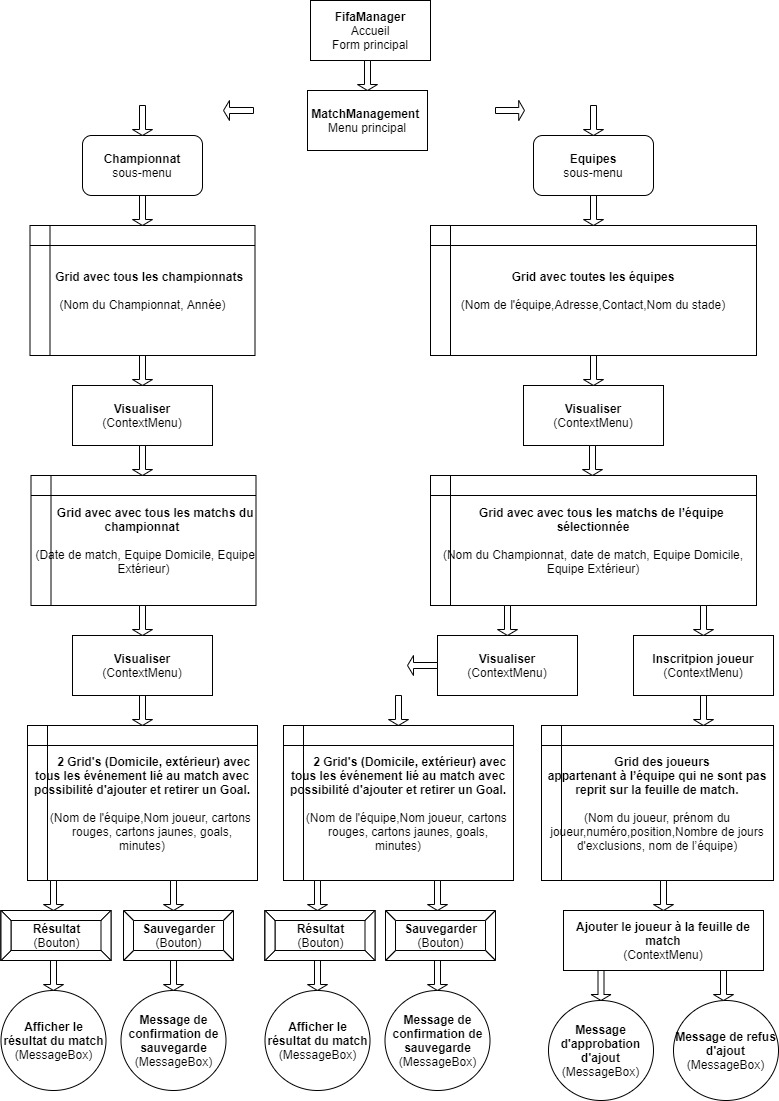 FifaManager
Accueil
Form principal
MatchManagement
Menu principal
Championnat
sous-menu
Equipes
sous-menu
Grid avec tous les championnats
(Nom du Championnat, Année)
Grid avec toutes les équipes
(Nom de l'équipe,Adresse,Contact,Nom du stade)
Visualiser
(ContextMenu)
Visualiser
(ContextMenu)
Grid avec avec tous les matchs du
championnat
(Date de match, Equipe Domicile, Equipe
Extérieur)
Grid avec avec tous les matchs de l'équipe
sélectionnée
(Nom du Championnat, date de match, Equipe Domicile,
Equipe Extérieur)
Visualiser
(ContextMenu)
Visualiser
(ContextMenu)
Inscritpion joueur
(ContextMenu)
2 Grid's (Domicile, extérieur) avec
tous les événement lié au match avec
possibilité d'ajouter et retirer un Goal.
(Nom de l'équipe,Nom joueur, cartons
rouges, cartons jaunes, goals,
minutes)
2 Grid's (Domicile, extérieur) avec
tous les événement lié au match avec
possibilité d'ajouter et retirer un Goal.
(Nom de l'équipe,Nom joueur, cartons
rouges, cartons jaunes, goals,
minutes)
Grid des joueurs
appartenant à l'équipe qui ne sont pas
reprit sur la feuille de match.
(Nom du joueur, prénom du
joueur,numéro,position,Nombre de jours
d'exclusions, nom de l'équipe)
Résultat
(Bouton)
Sauvegarder
(Bouton)
Résultat
(Bouton)
Sauvegarder
(Bouton)
Ajouter le joueur à la feuille de
match
(ContextMenu)
Afficher le
résultat du match
(MessageBox)
Message de
confirmation de
sauvegarde
(MessageBox)
Afficher le
résultat du match
(MessageBox)
Message de
confirmation de
sauvegarde
(MessageBox)
Message
d'approbation
d'ajout
(MessageBox)
Message de refus
d'ajout
(MessageBox)